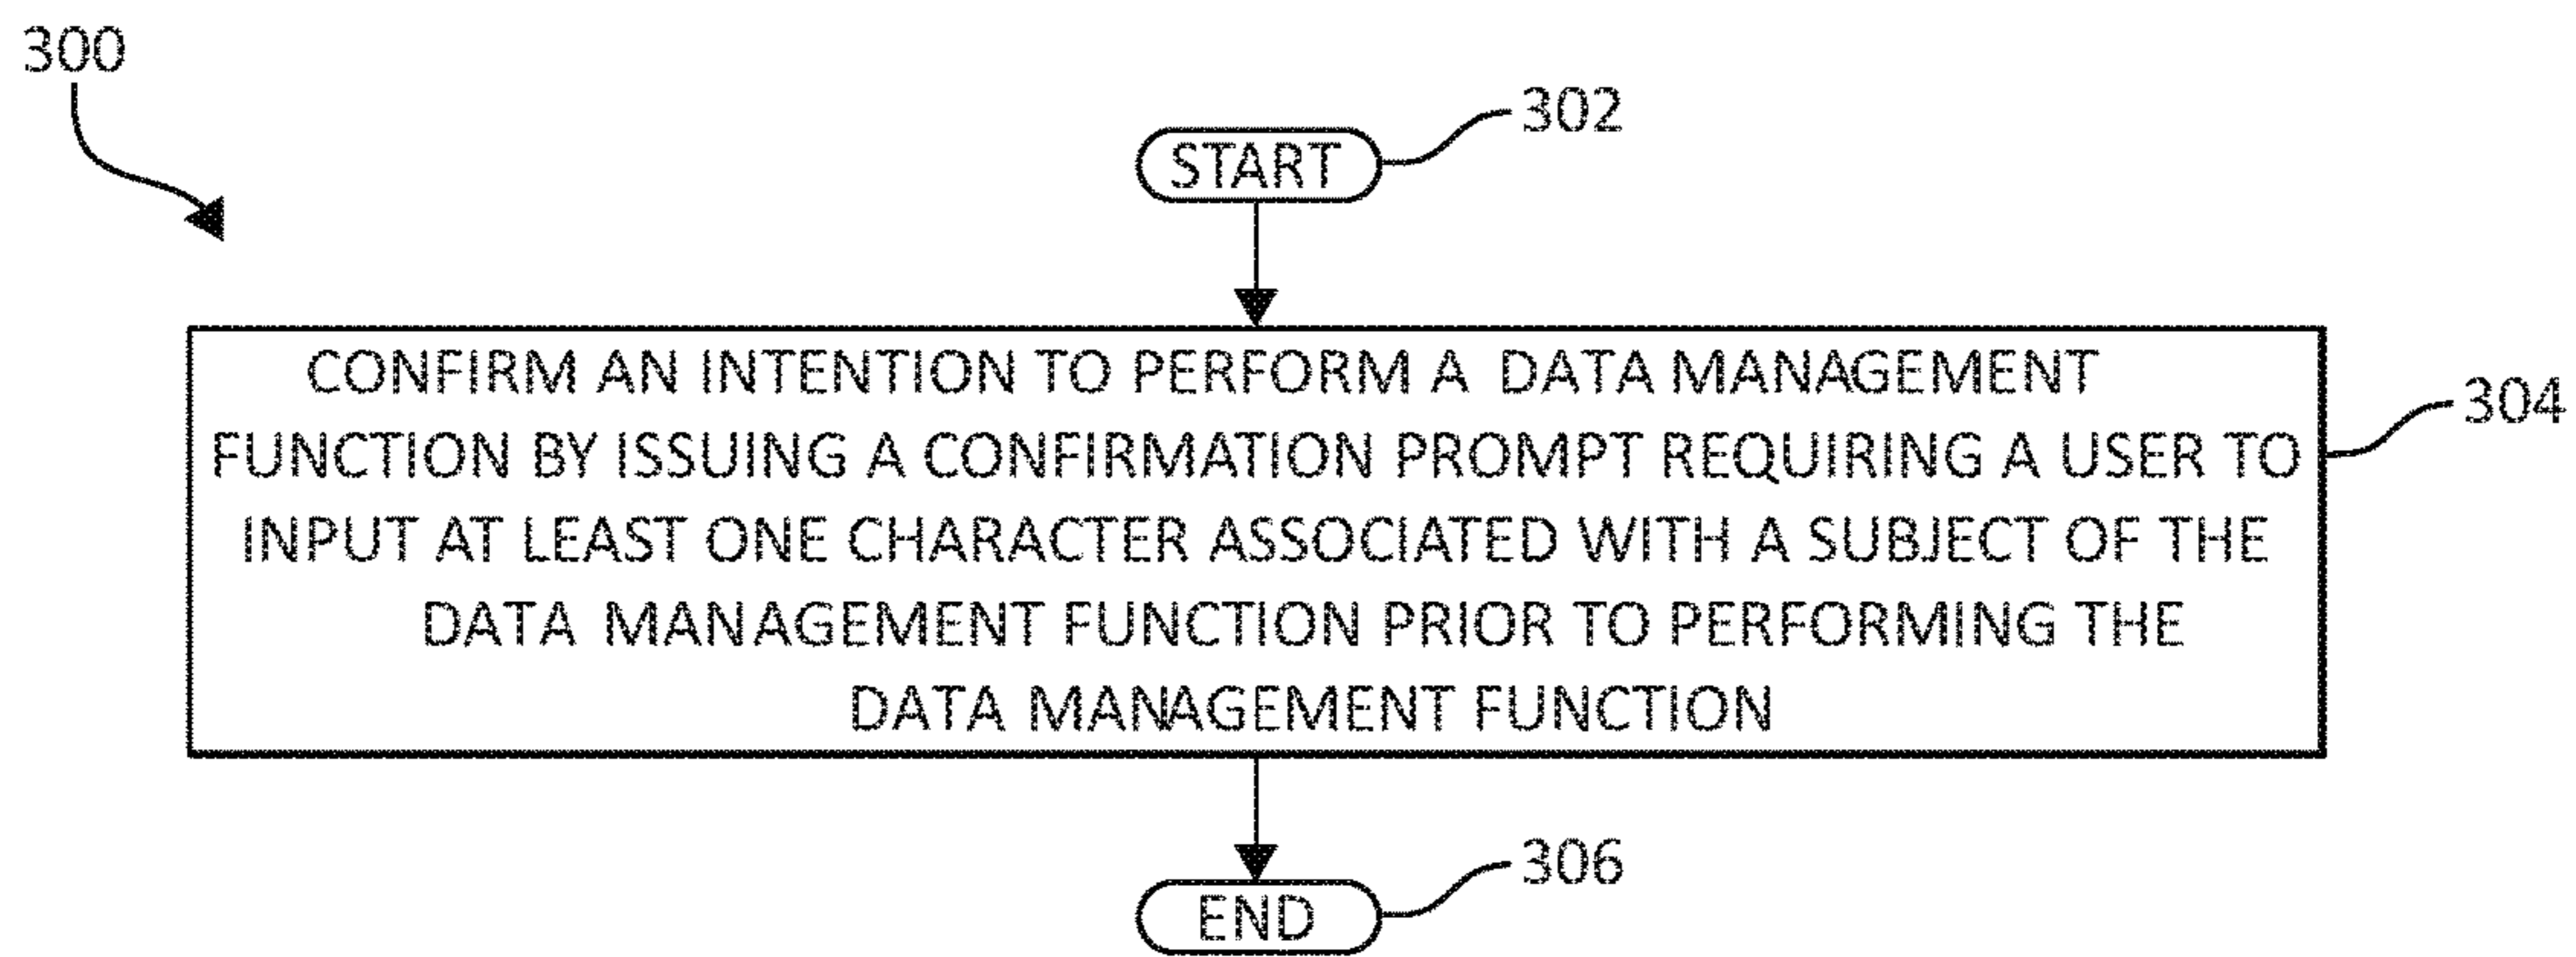 300
302
START
CONFIRM AN INTENTION TO PERFORM A DATA MANAGEMENT
FUNCTION BY ISSUING A CONFIRMATION PROMPT REQUIRING A USER TO
INPUT AT LEAST ONE CHARACTER ASSOCIATED WITH A SUBJECT OF THE
DATA MANAGEMENT FUNCTION PRIOR TO PERFORMING THE
DATA MANAGEMENT FUNCTION
304
306
END